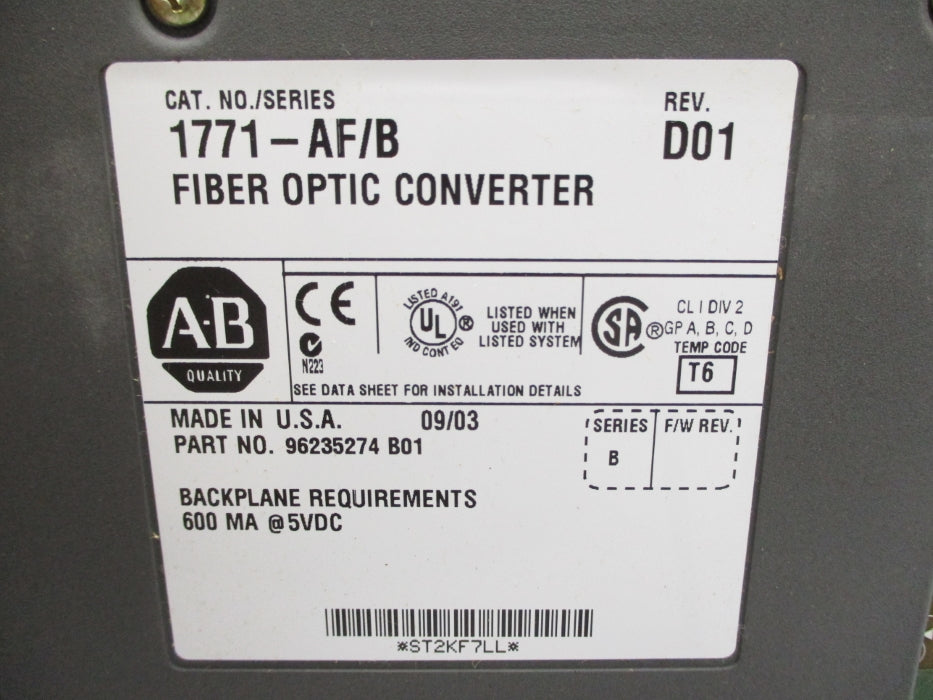 CAT. NO./SERIES
REV.
1771-AF/B
D01
FIBER OPTIC CONVERTER
A-B
QUALITY
CE
N223
LISTED A191
UL ®
IND CONT EQ
LISTED WHEN
USED WITH
LISTED SYSTEM
SA ®
CL I DIV 2
GP A, B, C, D
TEMP CODE
T6
SEE DATA SHEET FOR INSTALLATION DETAILS
MADE IN U.S.A. 09/03
PART NO. 96235274 B01
SERIES
B
F/W REV.
BACKPLANE REQUIREMENTS
600 MA @5VDC
*ST2KF7LL*